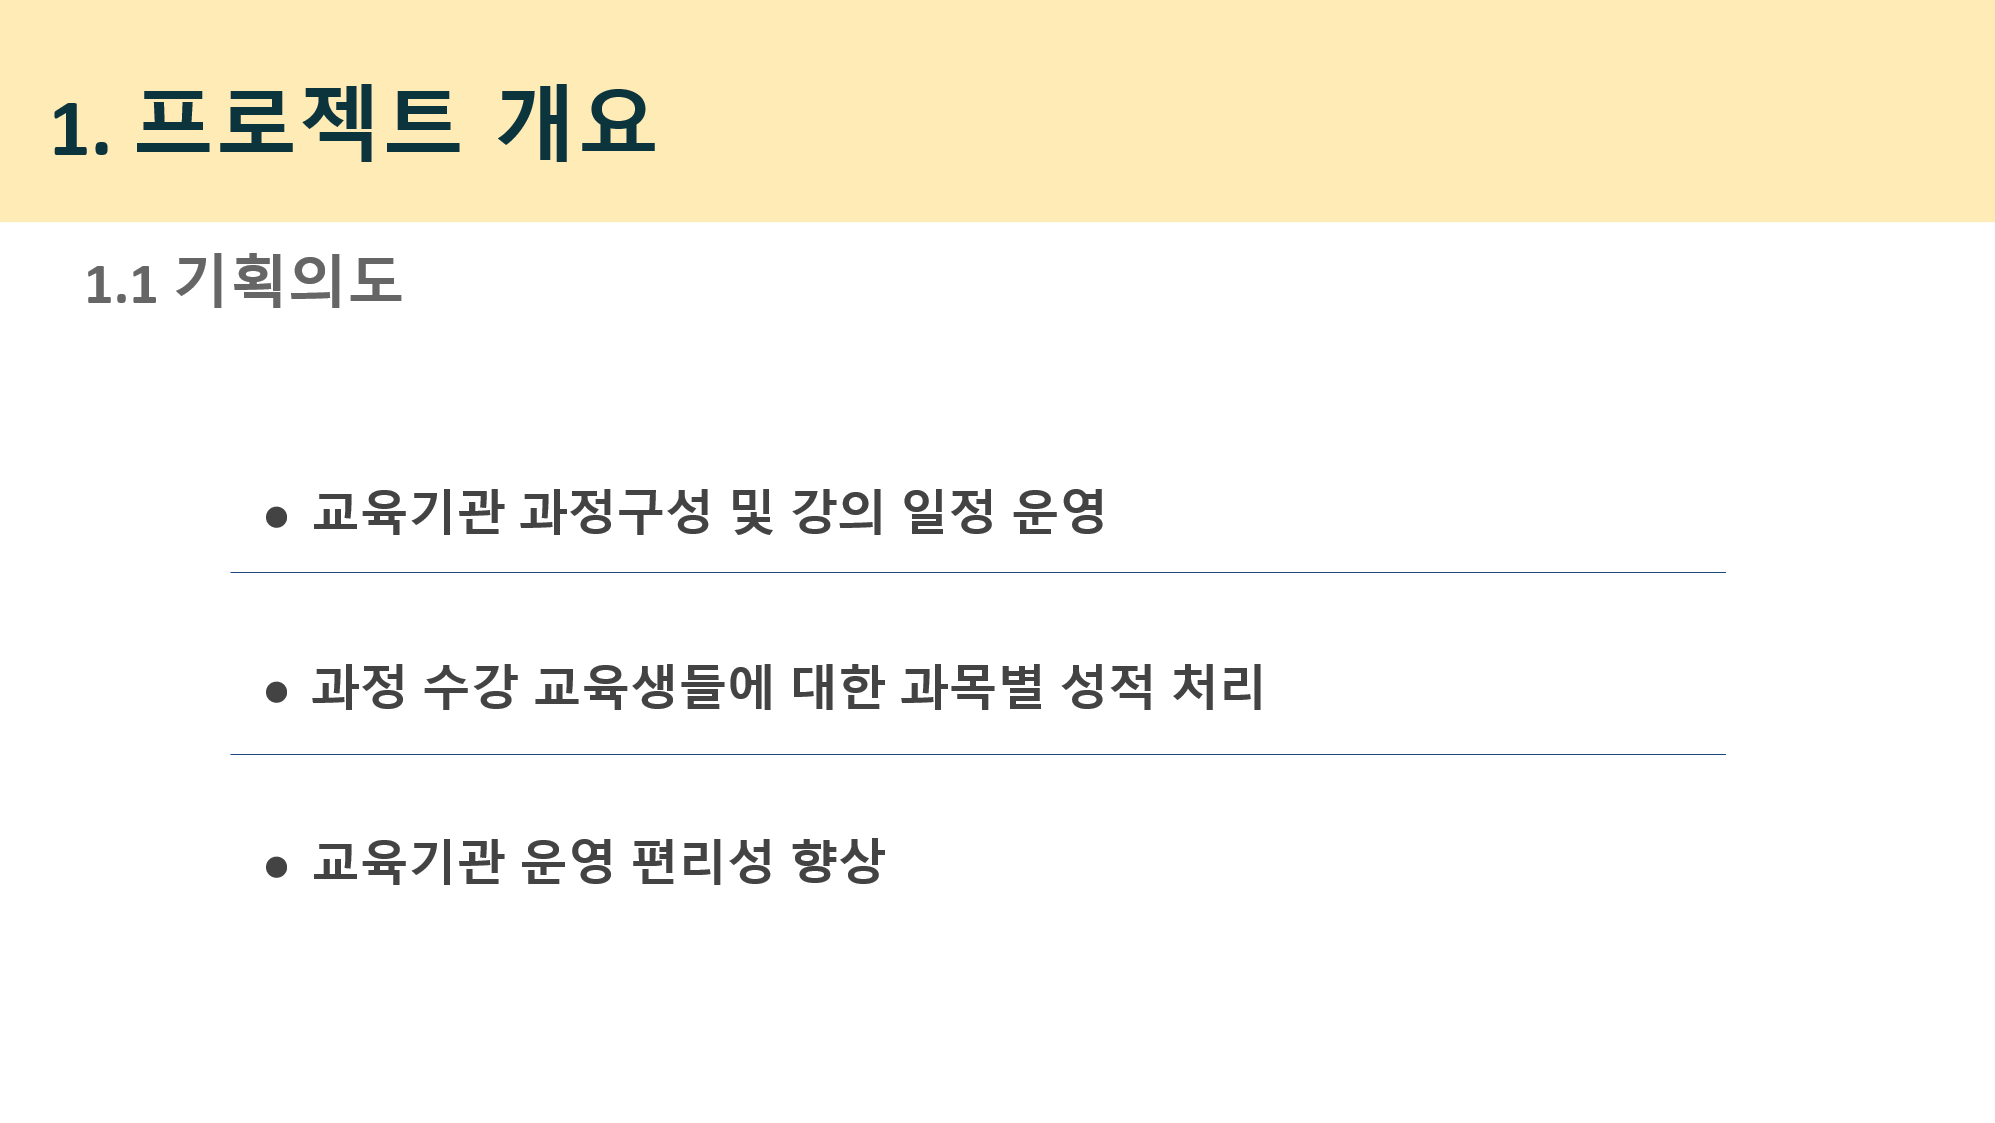 1. 프로젝트 개요
1.1 기획의도
● 교육기관 과정구성 및 강의 일정 운영
● 과정 수강 교육생들에 대한 과목별 성적 처리
● 교육기관 운영 편리성 향상